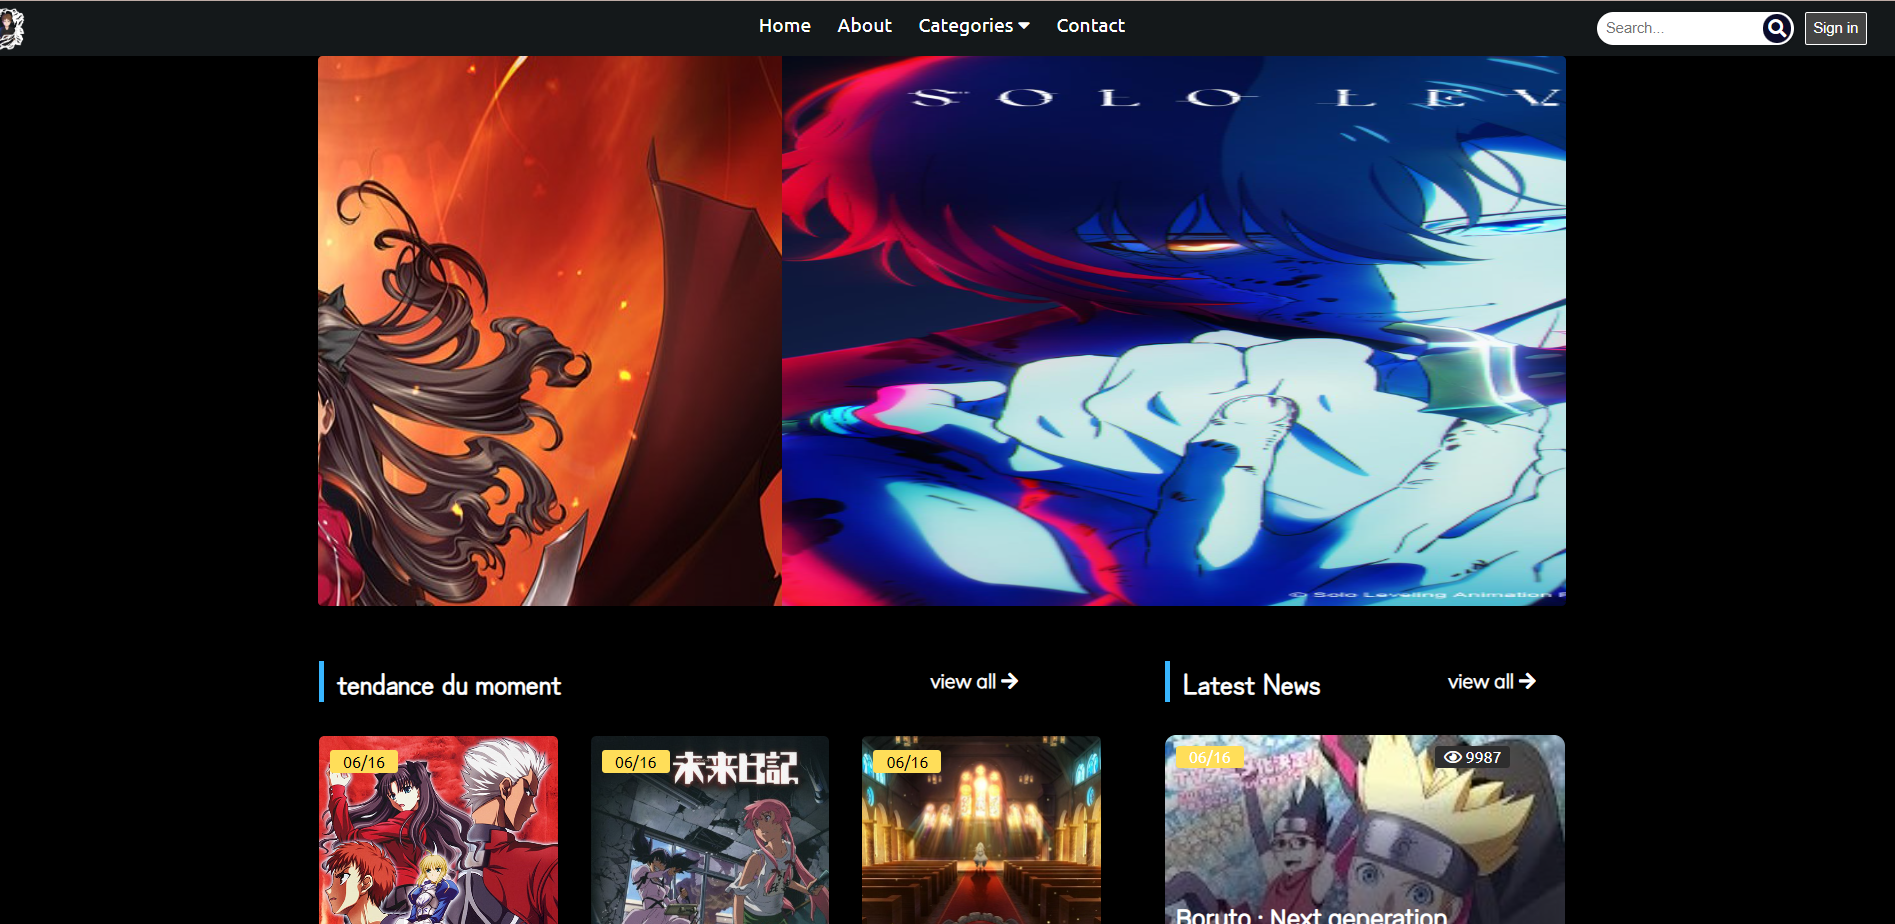 Home About Categories Contact Search... Sign in
SOLO LEV
© Solo Leveling Animation P
tendance du moment view all
Latest News view all
06/16 06/16 未来日記 06/16
06/16 9987
Boruto : Next generation